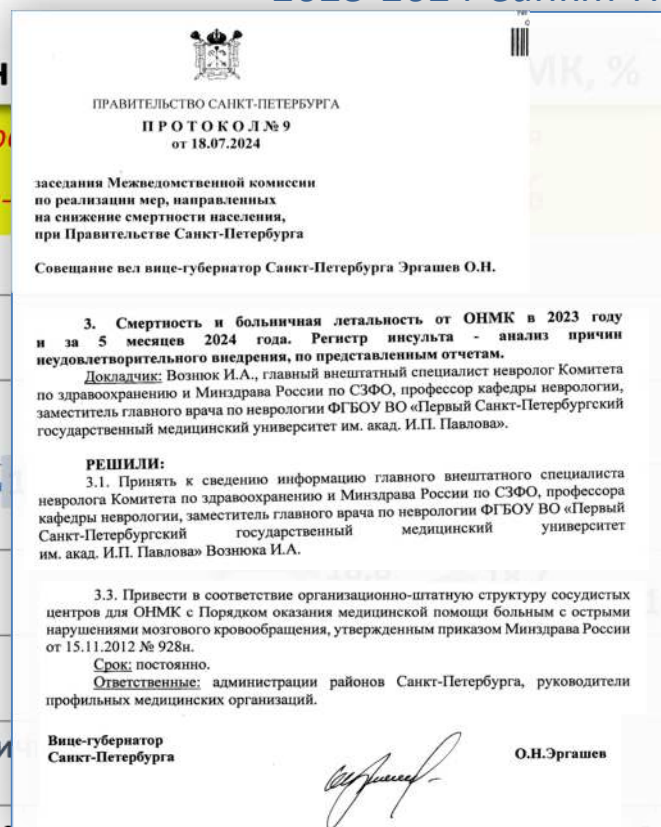 2023-2024
МК, %
ПРАВИТЕЛЬСТВО САНКТ-ПЕТЕРБУРГА
П Р О Т О К О Л № 9
от 18.07.2024
заседания Межведомственной комиссии
по реализации мер, направленных
на снижение смертности населения,
при Правительстве Санкт-Петербурга
Совещание вел вице-губернатор Санкт-Петербурга Эргашев О.Н.
3. Смертность и больничная летальность от ОНМК в 2023 году
и за 5 месяцев 2024 года. Регистр инсульта - анализ причин
неудовлетворительного внедрения, по представленным отчетам.
Докладчик: Вознюк И.А., главный внештатный специалист невролог Комитета
по здравоохранению и Минздрава России по СЗФО, профессор кафедры неврологии,
заместитель главного врача по неврологии ФГБОУ ВО «Первый Санкт-Петербургский
государственный медицинский университет им. акад. И.П. Павлова».
РЕШИЛИ:
3.1. Принять к сведению информацию главного внештатного специалиста
невролога Комитета по здравоохранению и Минздрава России по СЗФО, профессора
кафедры неврологии, заместитель главного врача по неврологии ФГБОУ ВО «Первый
Санкт-Петербургский государственный медицинский университет
им. акад. И.П. Павлова» Вознюка И.А.
3.3. Привести в соответствие организационно-штатную структуру сосудистых
центров для ОНМК с Порядком оказания медицинской помощи больным с острыми
нарушениями мозгового кровообращения, утвержденным приказом Минздрава России
от 15.11.2012 № 928н.
Срок: постоянно.
Ответственные: администрации районов Санкт-Петербурга, руководители
профильных медицинских организаций.
Вице-губернатор
Санкт-Петербурга
О.Н.Эргашев